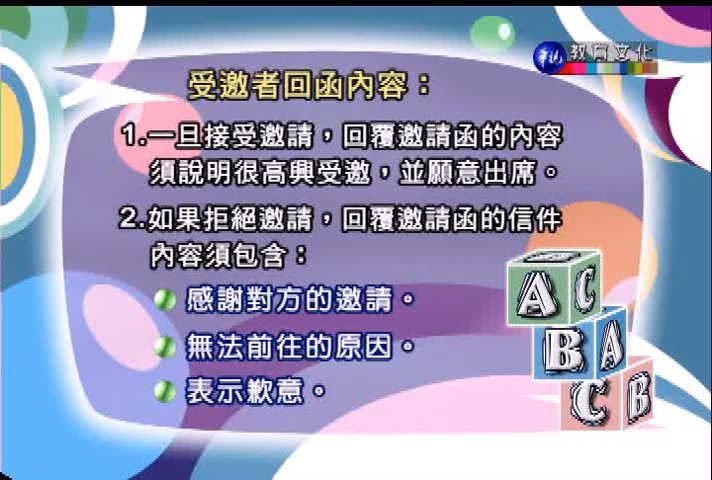 華視 教育文化
受邀者回函內容：
1.一旦接受邀請，回覆邀請函的內容
須說明很高興受邀，並願意出席。
2.如果拒絕邀請，回覆邀請函的信件
內容須包含：
感謝對方的邀請。
無法前往的原因。
表示歉意。
A C
B A
C B